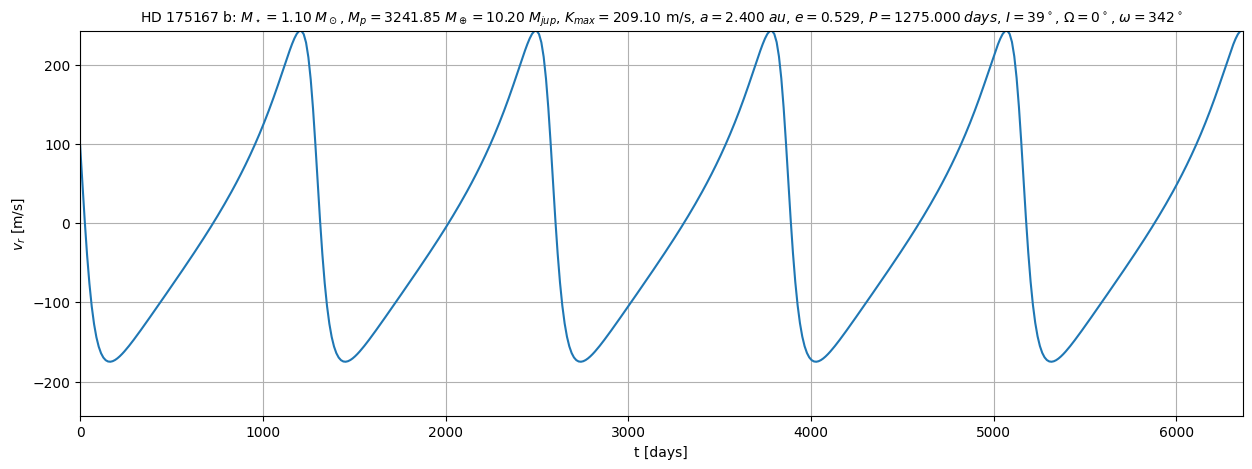 HD 175167 b: M⋆ = 1.10 M⊙, Mp = 3241.85 M⊕ = 10.20 Mjup, Kmax = 209.10 m/s, a = 2.400 au, e = 0.529, P = 1275.000 days, I = 39°, Ω = 0°, ω = 342°
200
100
0
−100
−200
vr [m/s]
0 1000 2000 3000 4000 5000 6000
t [days]